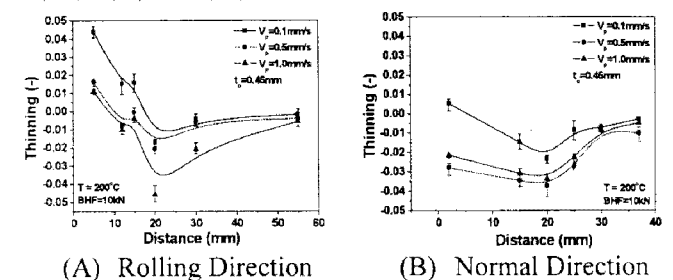 0.05
0.04
0.03
0.02
0.01
0.00
-0.01
-0.02
-0.03
-0.04
-0.05
Thinning (-)
Vp=0.1mm/s
Vp=0.5mm/s
Vp=1.0mm/s
to=0.45mm
T = 200°C
BHF=10kN
0 10 20 30 40 50 60
Distance (mm)
(A) Rolling Direction
0.05
0.04
0.03
0.02
0.01
0.00
-0.01
-0.02
-0.03
-0.04
-0.05
Thinning (-)
Vp=0.1mm/s
Vp=0.5mm/s
Vp=1.0mm/s
to=0.45mm
T = 200°C
BHF=10kN
0 10 20 30 40
Distance (mm)
(B) Normal Direction